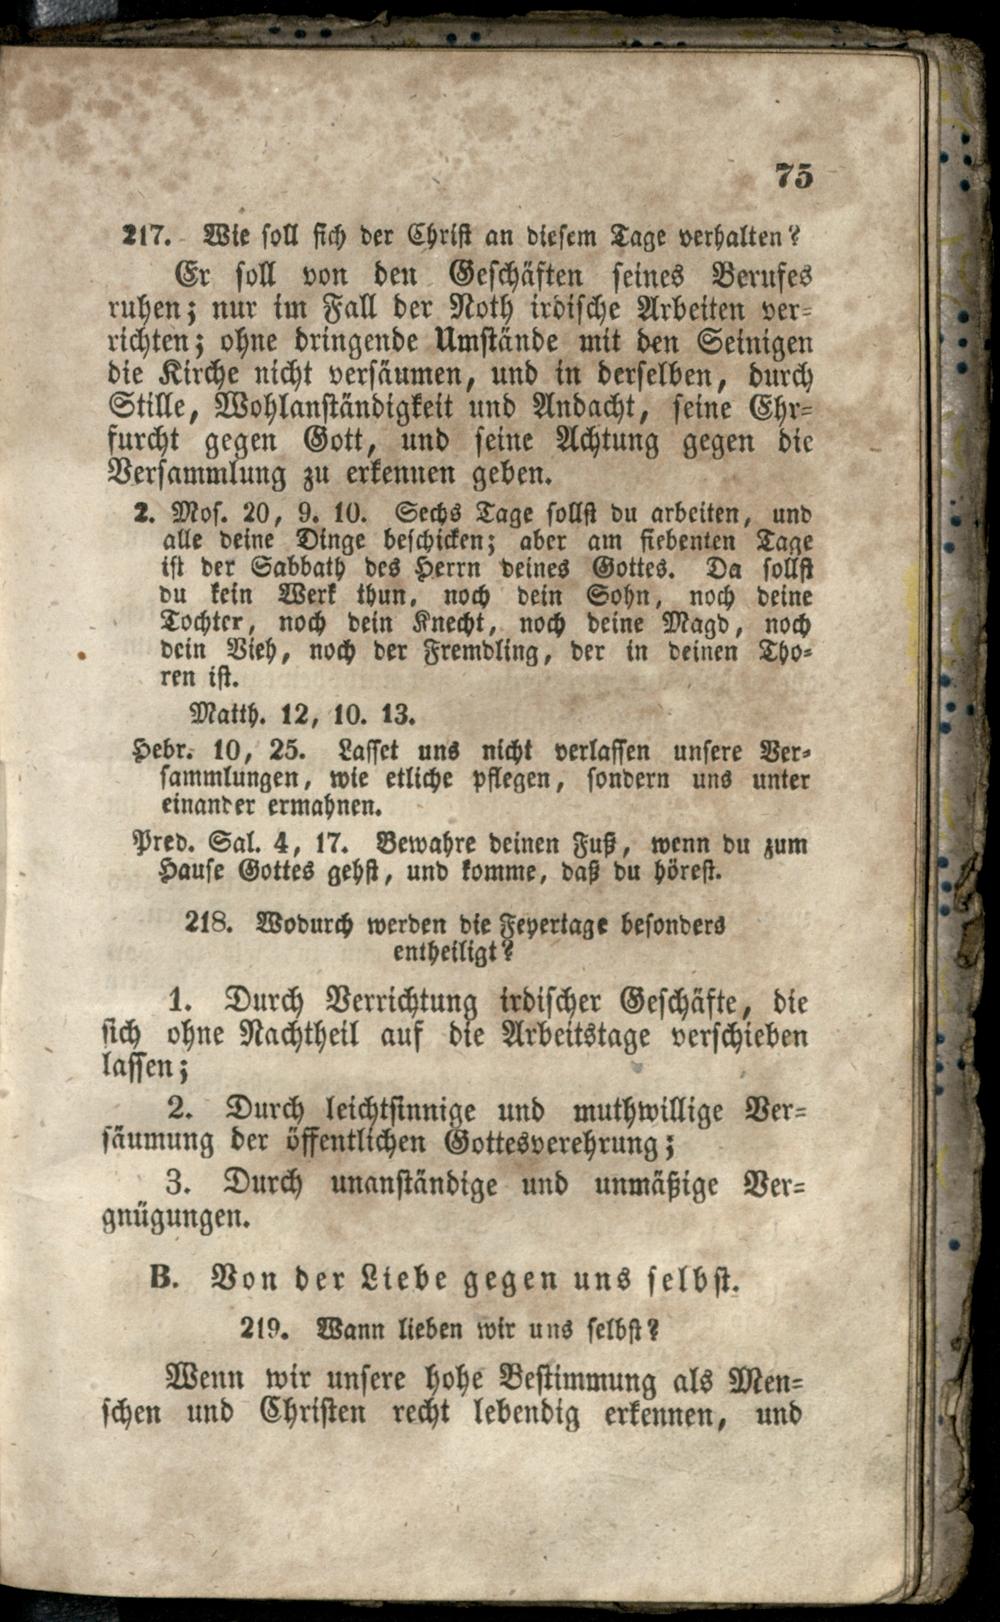 75
217. Wie soll sich der Christ an diesem Tage verhalten?
Er soll von den Geschäften seines Berufes
ruhen; nur im Fall der Noth irdische Arbeiten ver=
richten; ohne dringende Umstände mit den Seinigen
die Kirche nicht versäumen, und in derselben, durch
Stille, Wohlanständigkeit und Andacht, seine Ehr=
furcht gegen Gott, und seine Achtung gegen die
Versammlung zu erkennen geben.
2. Mos. 20, 9. 10. Sechs Tage sollst du arbeiten, und
alle deine Dinge beschicken; aber am siebenten Tage
ist der Sabbath des Herrn deines Gottes. Da sollst
du kein Werk thun, noch dein Sohn, noch deine
Tochter, noch dein Knecht, noch deine Magd, noch
dein Vieh, noch der Fremdling, der in deinen Tho=
ren ist.
Matth. 12, 10. 13.
Hebr. 10, 25. Lasset uns nicht verlassen unsere Ver=
sammlungen, wie etliche pflegen, sondern uns unter
einander ermahnen.
Pred. Sal. 4, 17. Bewahre deinen Fuß, wenn du zum
Hause Gottes gehst, und komme, daß du hörest.
218. Wodurch werden die Feyertage besonders
entheiligt?
1. Durch Verrichtung irdischer Geschäfte, die
sich ohne Nachtheil auf die Arbeitstage verschieben
lassen;
2. Durch leichtsinnige und muthwillige Ver=
säumung der öffentlichen Gottesverehrung;
3. Durch unanständige und unmäßige Ver=
gnügungen.
B. Von der Liebe gegen uns selbst.
219. Wann lieben wir uns selbst?
Wenn wir unsere hohe Bestimmung als Men=
schen und Christen recht lebendig erkennen, und